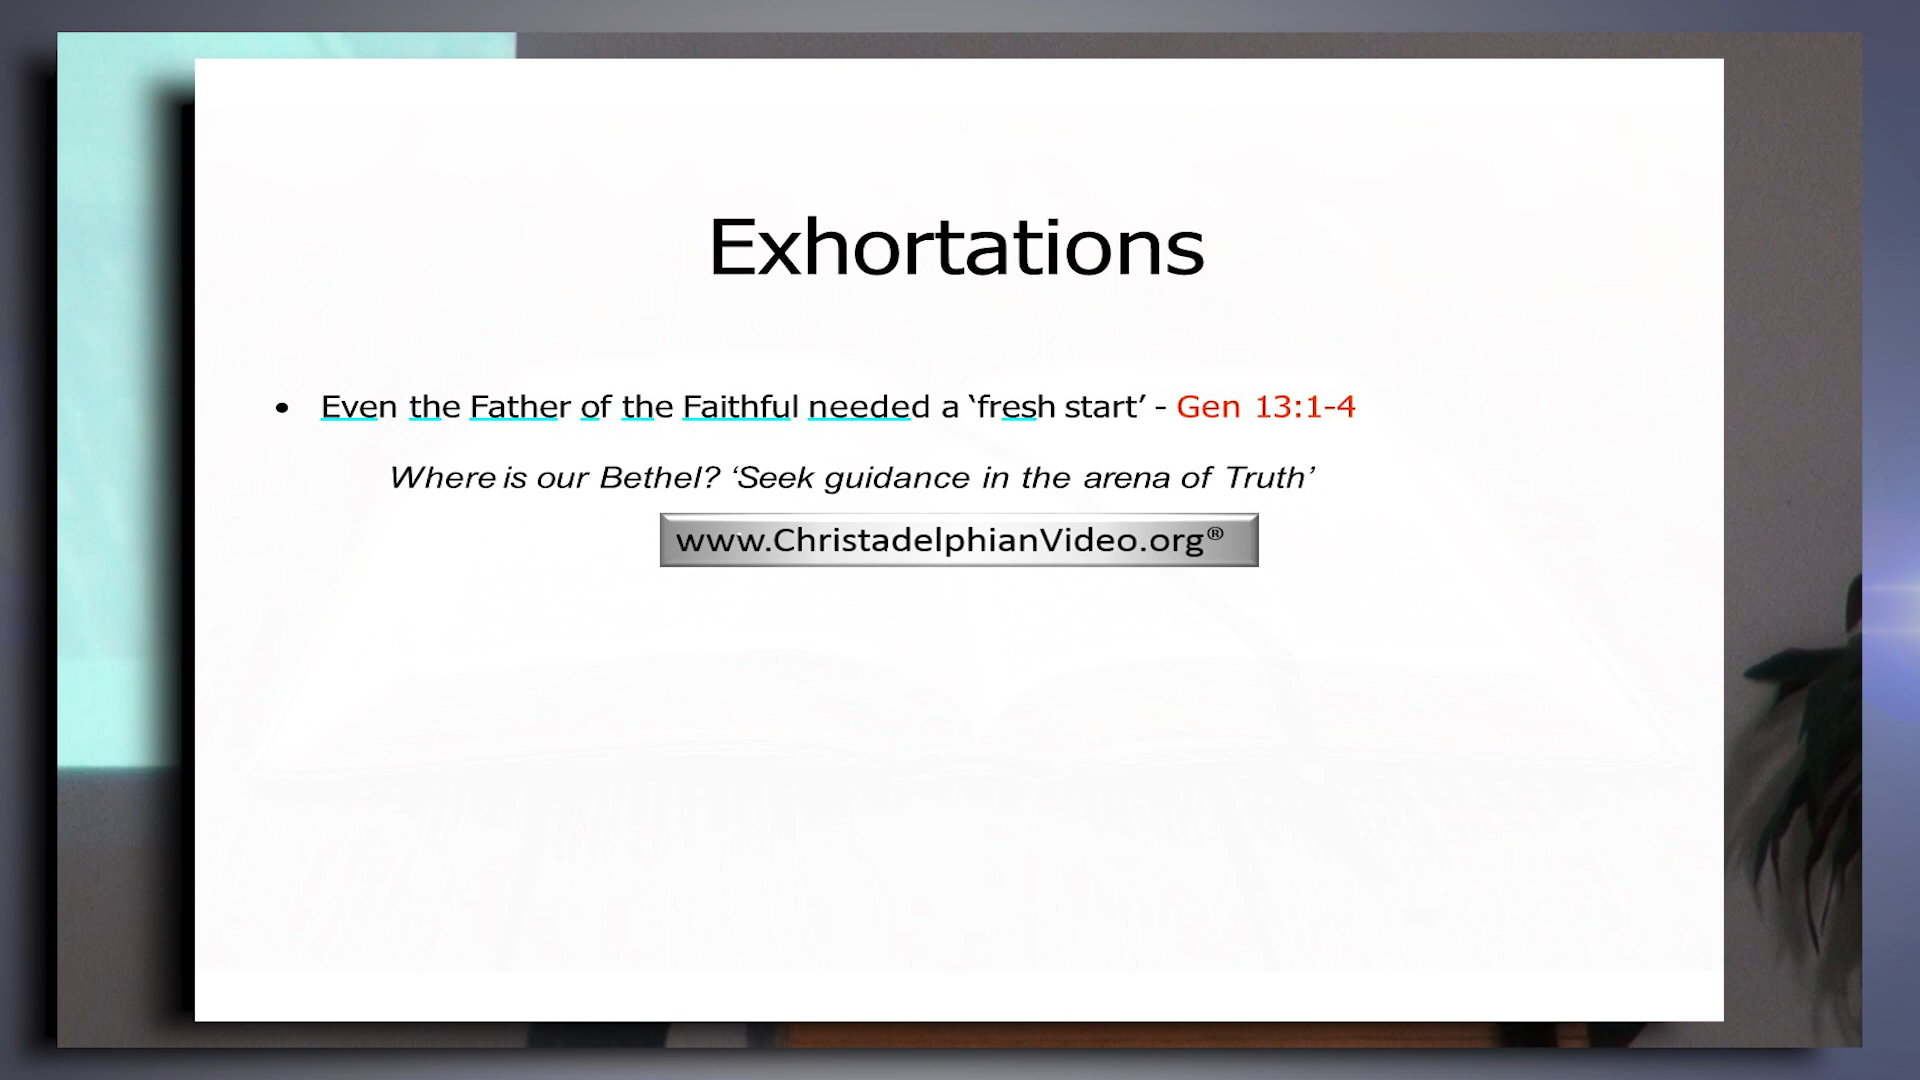 Exhortations
• Even the Father of the Faithful needed a ‘fresh start’ - Gen 13:1-4
Where is our Bethel? ‘Seek guidance in the arena of Truth’
www.ChristadelphianVideo.org®